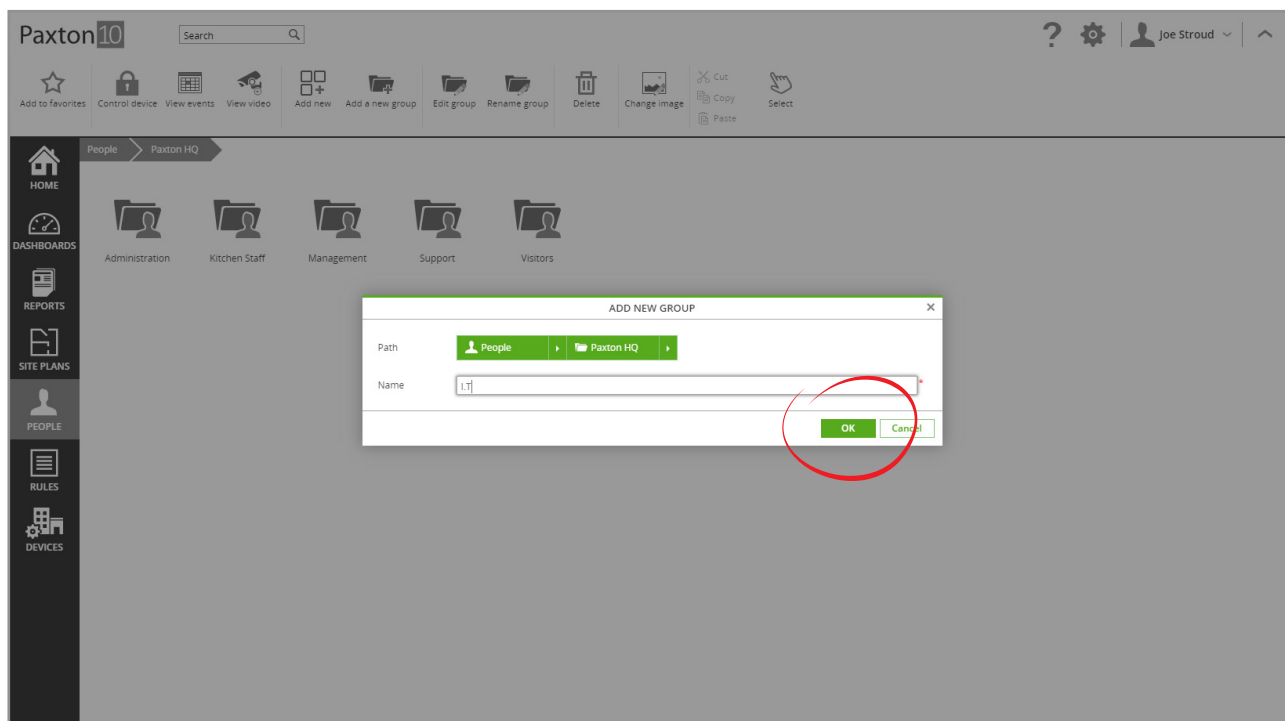 Paxton10
Search
Joe Stroud
Add to favorites
Control device
View events
View video
Add new
Add a new group
Edit group
Rename group
Delete
Change image
Cut
Copy
Paste
Select
HOME
DASHBOARDS
REPORTS
SITE PLANS
PEOPLE
RULES
DEVICES
People
Paxton HQ
Administration
Kitchen Staff
Management
Support
Visitors
ADD NEW GROUP
Path
People
Paxton HQ
Name
I.T
*
OK
Cancel